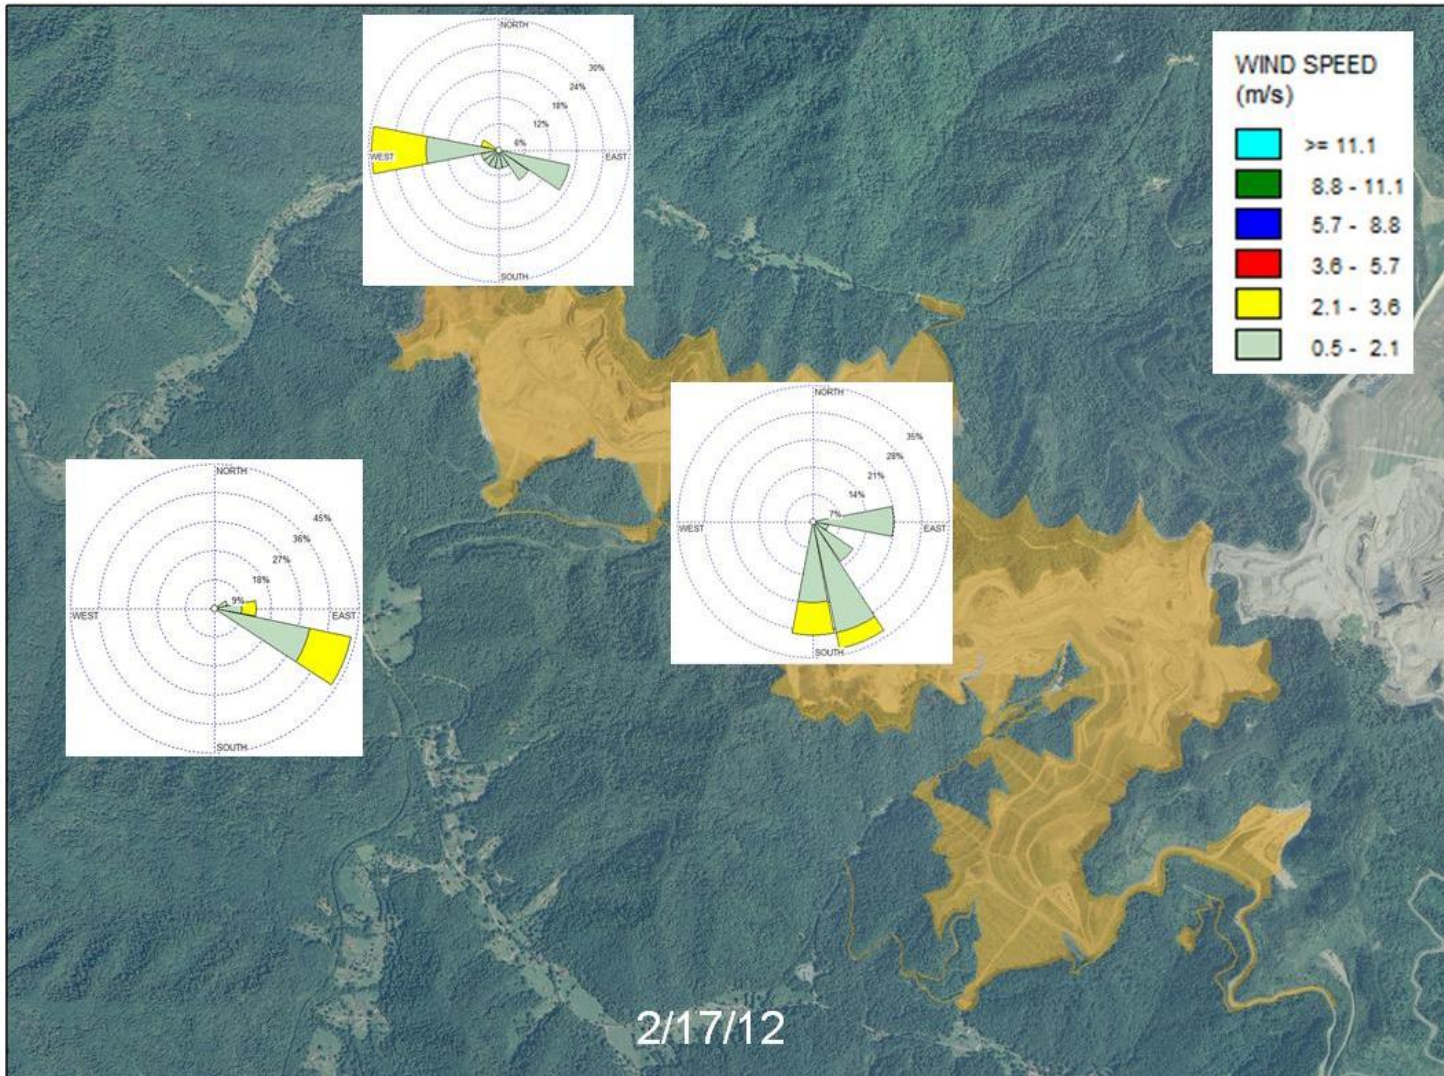 NORTH
30%
24%
18%
12%
6%
WEST
EAST
SOUTH
WIND SPEED
(m/s)
>= 11.1
8.8 - 11.1
5.7 - 8.8
3.6 - 5.7
2.1 - 3.6
0.5 - 2.1
NORTH
35%
28%
21%
14%
7%
WEST
EAST
SOUTH
NORTH
45%
36%
27%
18%
9%
WEST
EAST
SOUTH
2/17/12